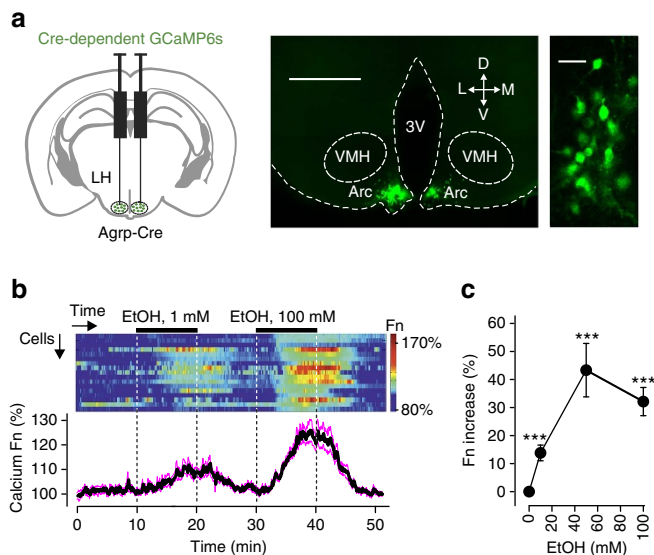 a
Cre-dependent GCaMP6s
LH
Agrp-Cre
D
L M
V
3V
VMH VMH
Arc Arc
b
Time EtOH, 1 mM EtOH, 100 mM
Cells
Fn
170%
80%
Calcium Fn (%)
130
120
110
100
0 10 20 30 40 50
Time (min)
c
Fn increase (%)
60
50
40
30
20
10
0
***
***
***
0 20 40 60 80 100
EtOH (mM)